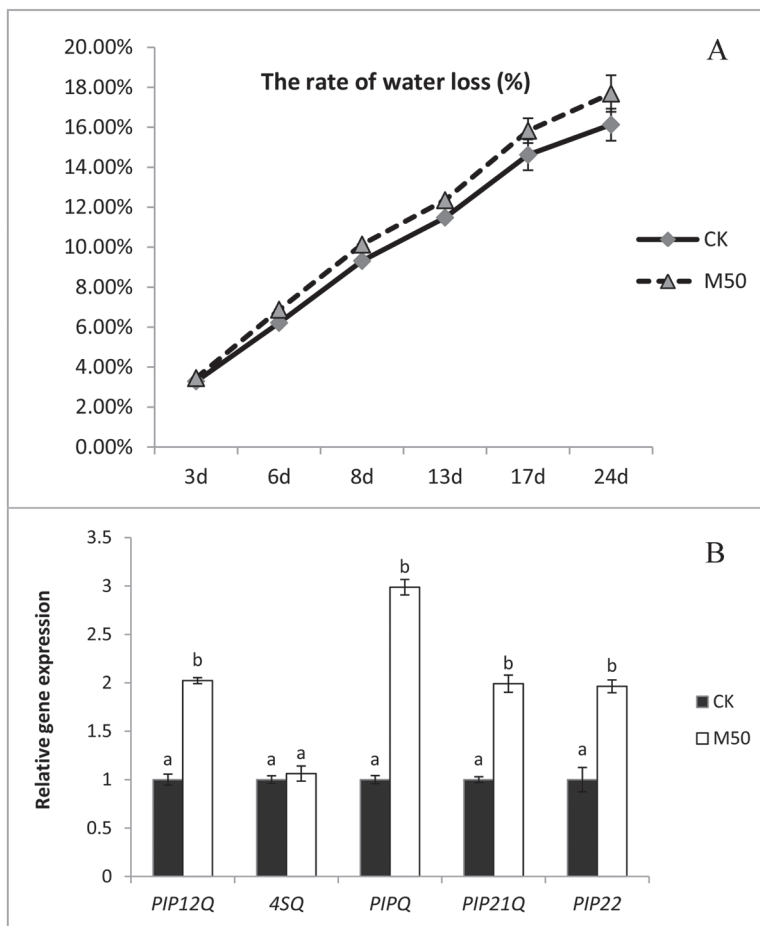 A
The rate of water loss (%)
20.00%
18.00%
16.00%
14.00%
12.00%
10.00%
8.00%
6.00%
4.00%
2.00%
0.00%
3d 6d 8d 13d 17d 24d
CK
M50
B
Relative gene expression
3.5
3
2.5
2
1.5
1
0.5
0
a b a a a b a b a b
PIP12Q 4SQ PIPQ PIP21Q PIP22
CK
M50